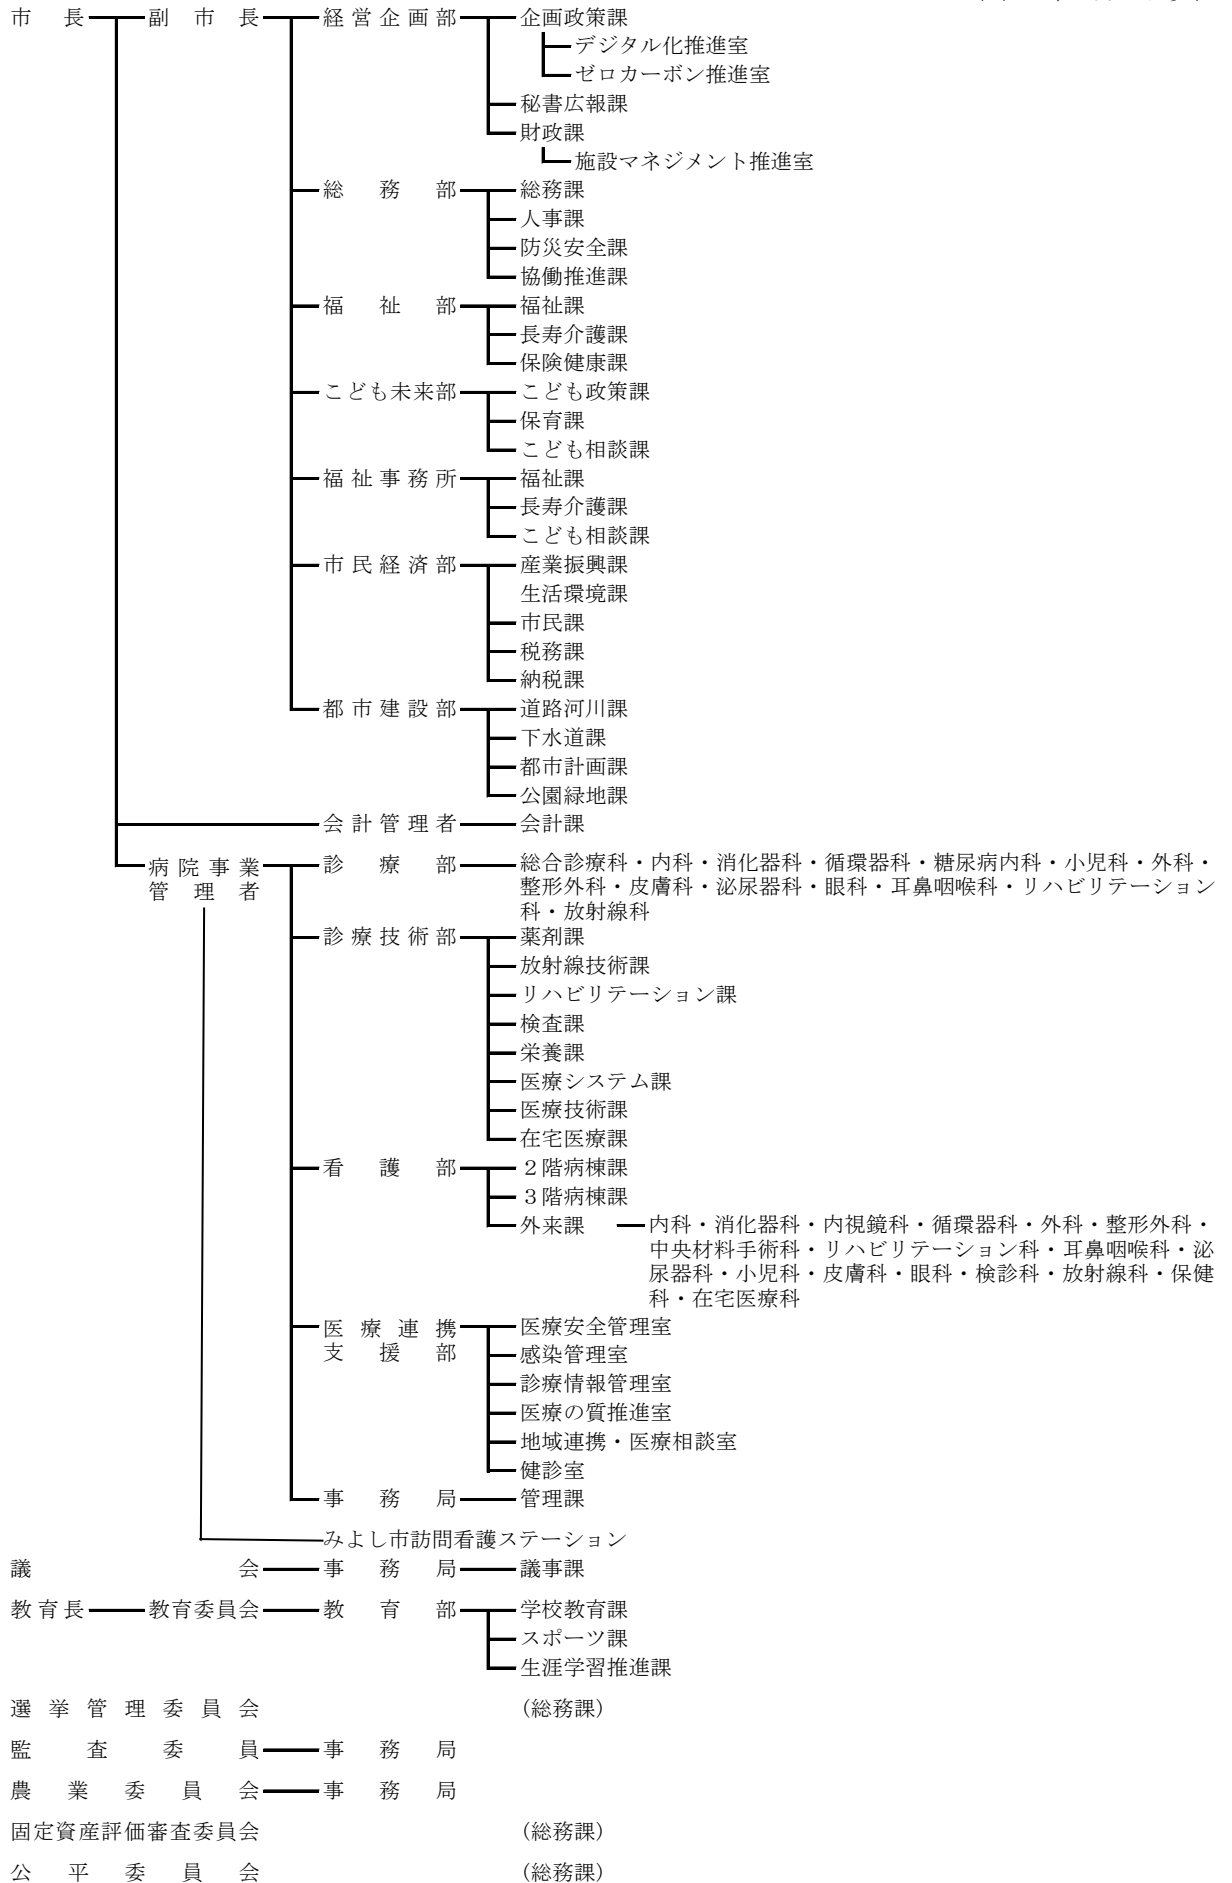 市長 副市長 経営企画部 企画政策課
デジタル化推進室
ゼロカーボン推進室
秘書広報課
財政課
施設マネジメント推進室
総務部 総務課
人事課
防災安全課
協働推進課
福祉部 福祉課
長寿介護課
保険健康課
こども未来部 こども政策課
保育課
こども相談課
福祉事務所 福祉課
長寿介護課
こども相談課
市民経済部 産業振興課
生活環境課
市民課
税務課
納税課
都市建設部 道路河川課
下水道課
都市計画課
公園緑地課
会計管理者 会計課
病院事業管理者 診療部 総合診療科・内科・消化器科・循環器科・糖尿病内科・小児科・外科・
整形外科・皮膚科・泌尿器科・眼科・耳鼻咽喉科・リハビリテーション
科・放射線科
診療技術部 薬剤課
放射線技術課
リハビリテーション課
検査課
栄養課
医療システム課
医療技術課
在宅医療課
看護部 2階病棟課
3階病棟課
外来課 内科・消化器科・内視鏡科・循環器科・外科・整形外科・
中央材料手術科・リハビリテーション科・耳鼻咽喉科・泌
尿器科・小児科・皮膚科・眼科・検診科・放射線科・保健
科・在宅医療科
医療連携支援部 医療安全管理室
感染管理室
診療情報管理室
医療の質推進室
地域連携・医療相談室
健診室
事務局 管理課
みよし市訪問看護ステーション
議会 事務局 議事課
教育長 教育委員会 教育部 学校教育課
スポーツ課
生涯学習推進課
選挙管理委員会 (総務課)
監査委員 事務局
農業委員会 事務局
固定資産評価審査委員会 (総務課)
公平委員会 (総務課)